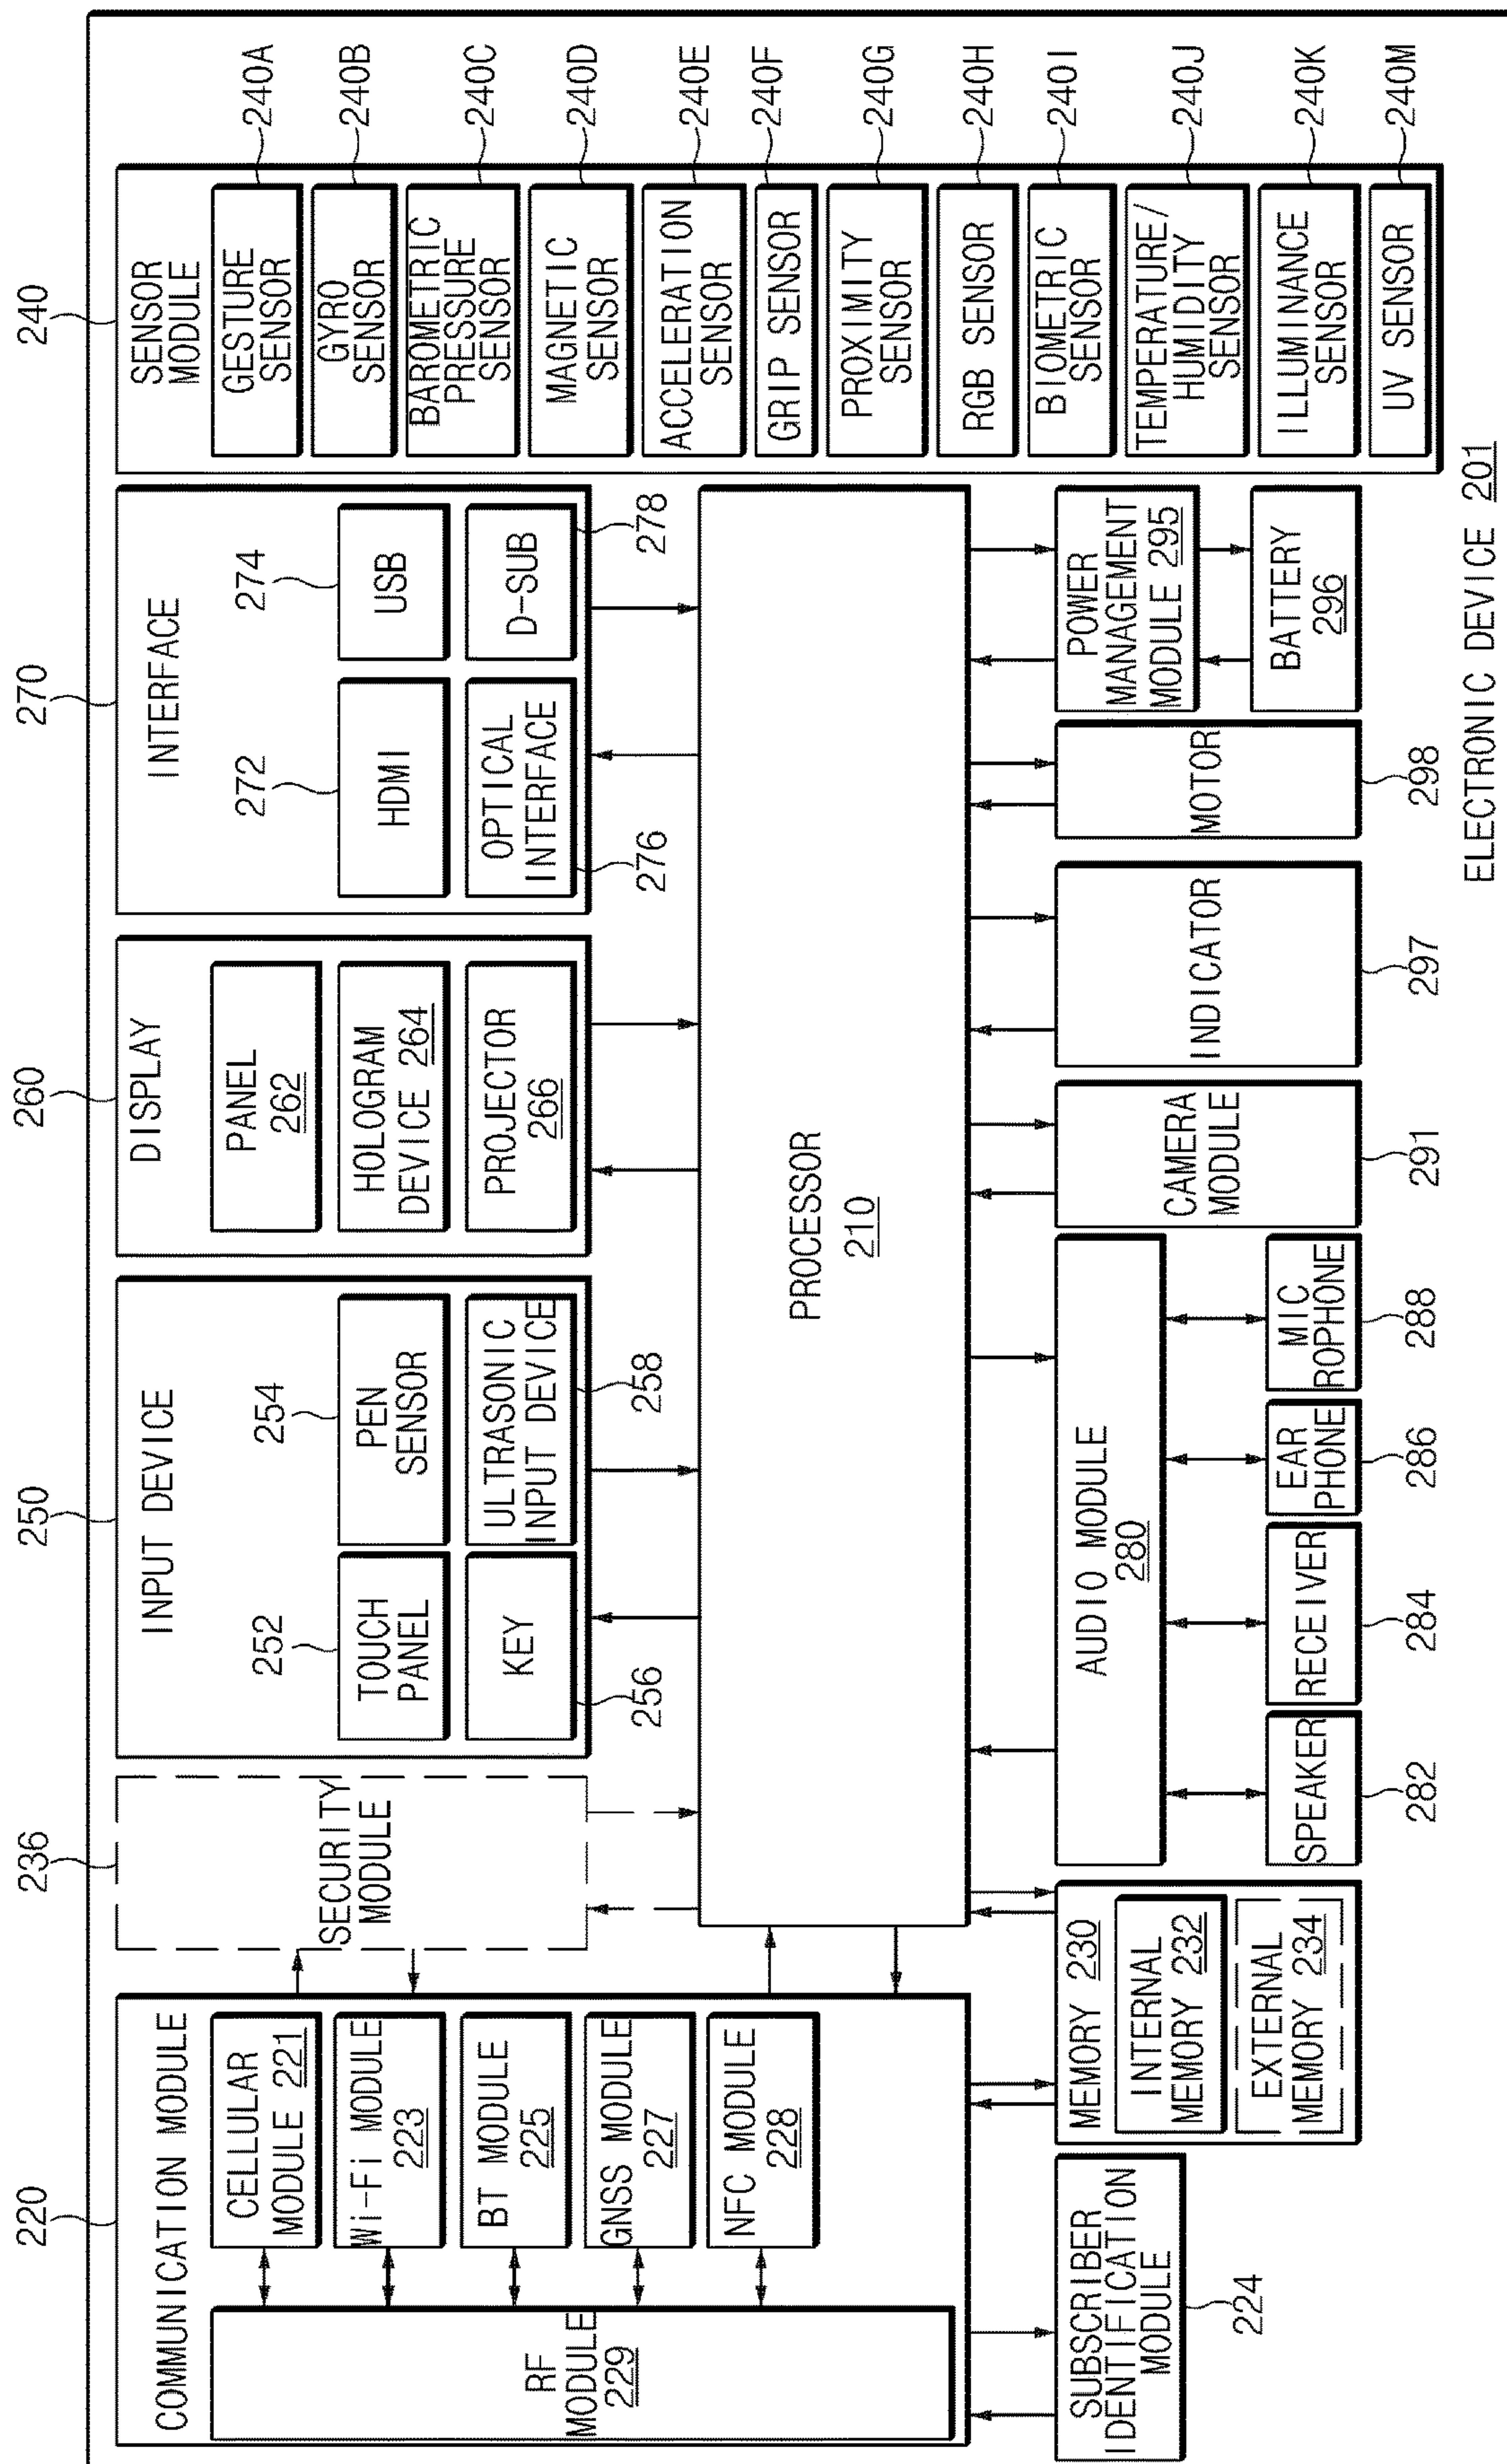 220
COMMUNICATION MODULE
CELLULAR
MODULE 221
Wi-Fi MODULE
223
BT MODULE
225
GNSS MODULE
227
NFC MODULE
228
RF
MODULE
229
236
SECURITY
MODULE
250
INPUT DEVICE
252
TOUCH
PANEL
254
PEN
SENSOR
KEY
256
ULTRASONIC
INPUT DEVICE
258
260
DISPLAY
PANEL
262
HOLOGRAM
DEVICE 264
PROJECTOR
266
270
INTERFACE
272
HDMI
274
USB
OPTICAL
INTERFACE
276
D-SUB
278
240
SENSOR
MODULE
GESTURE
SENSOR
240A
GYRO
SENSOR
240B
BAROMETRIC
PRESSURE
SENSOR
240C
MAGNETIC
SENSOR
240D
ACCELERATION
SENSOR
240E
GRIP SENSOR
240F
PROXIMITY
SENSOR
240G
RGB SENSOR
240H
BIOMETRIC
SENSOR
240I
TEMPERATURE/
HUMIDITY
SENSOR
240J
ILLUMINANCE
SENSOR
240K
UV SENSOR
240M
PROCESSOR
210
SUBSCRIBER
IDENTIFICATION
MODULE
224
MEMORY 230
INTERNAL
MEMORY 232
EXTERNAL
MEMORY 234
AUDIO MODULE
280
SPEAKER
282
RECEIVER
284
EAR
PHONE
286
MIC
ROPHONE
288
CAMERA
MODULE
291
INDICATOR
297
MOTOR
298
POWER
MANAGEMENT
MODULE 295
BATTERY
296
ELECTRONIC DEVICE 201